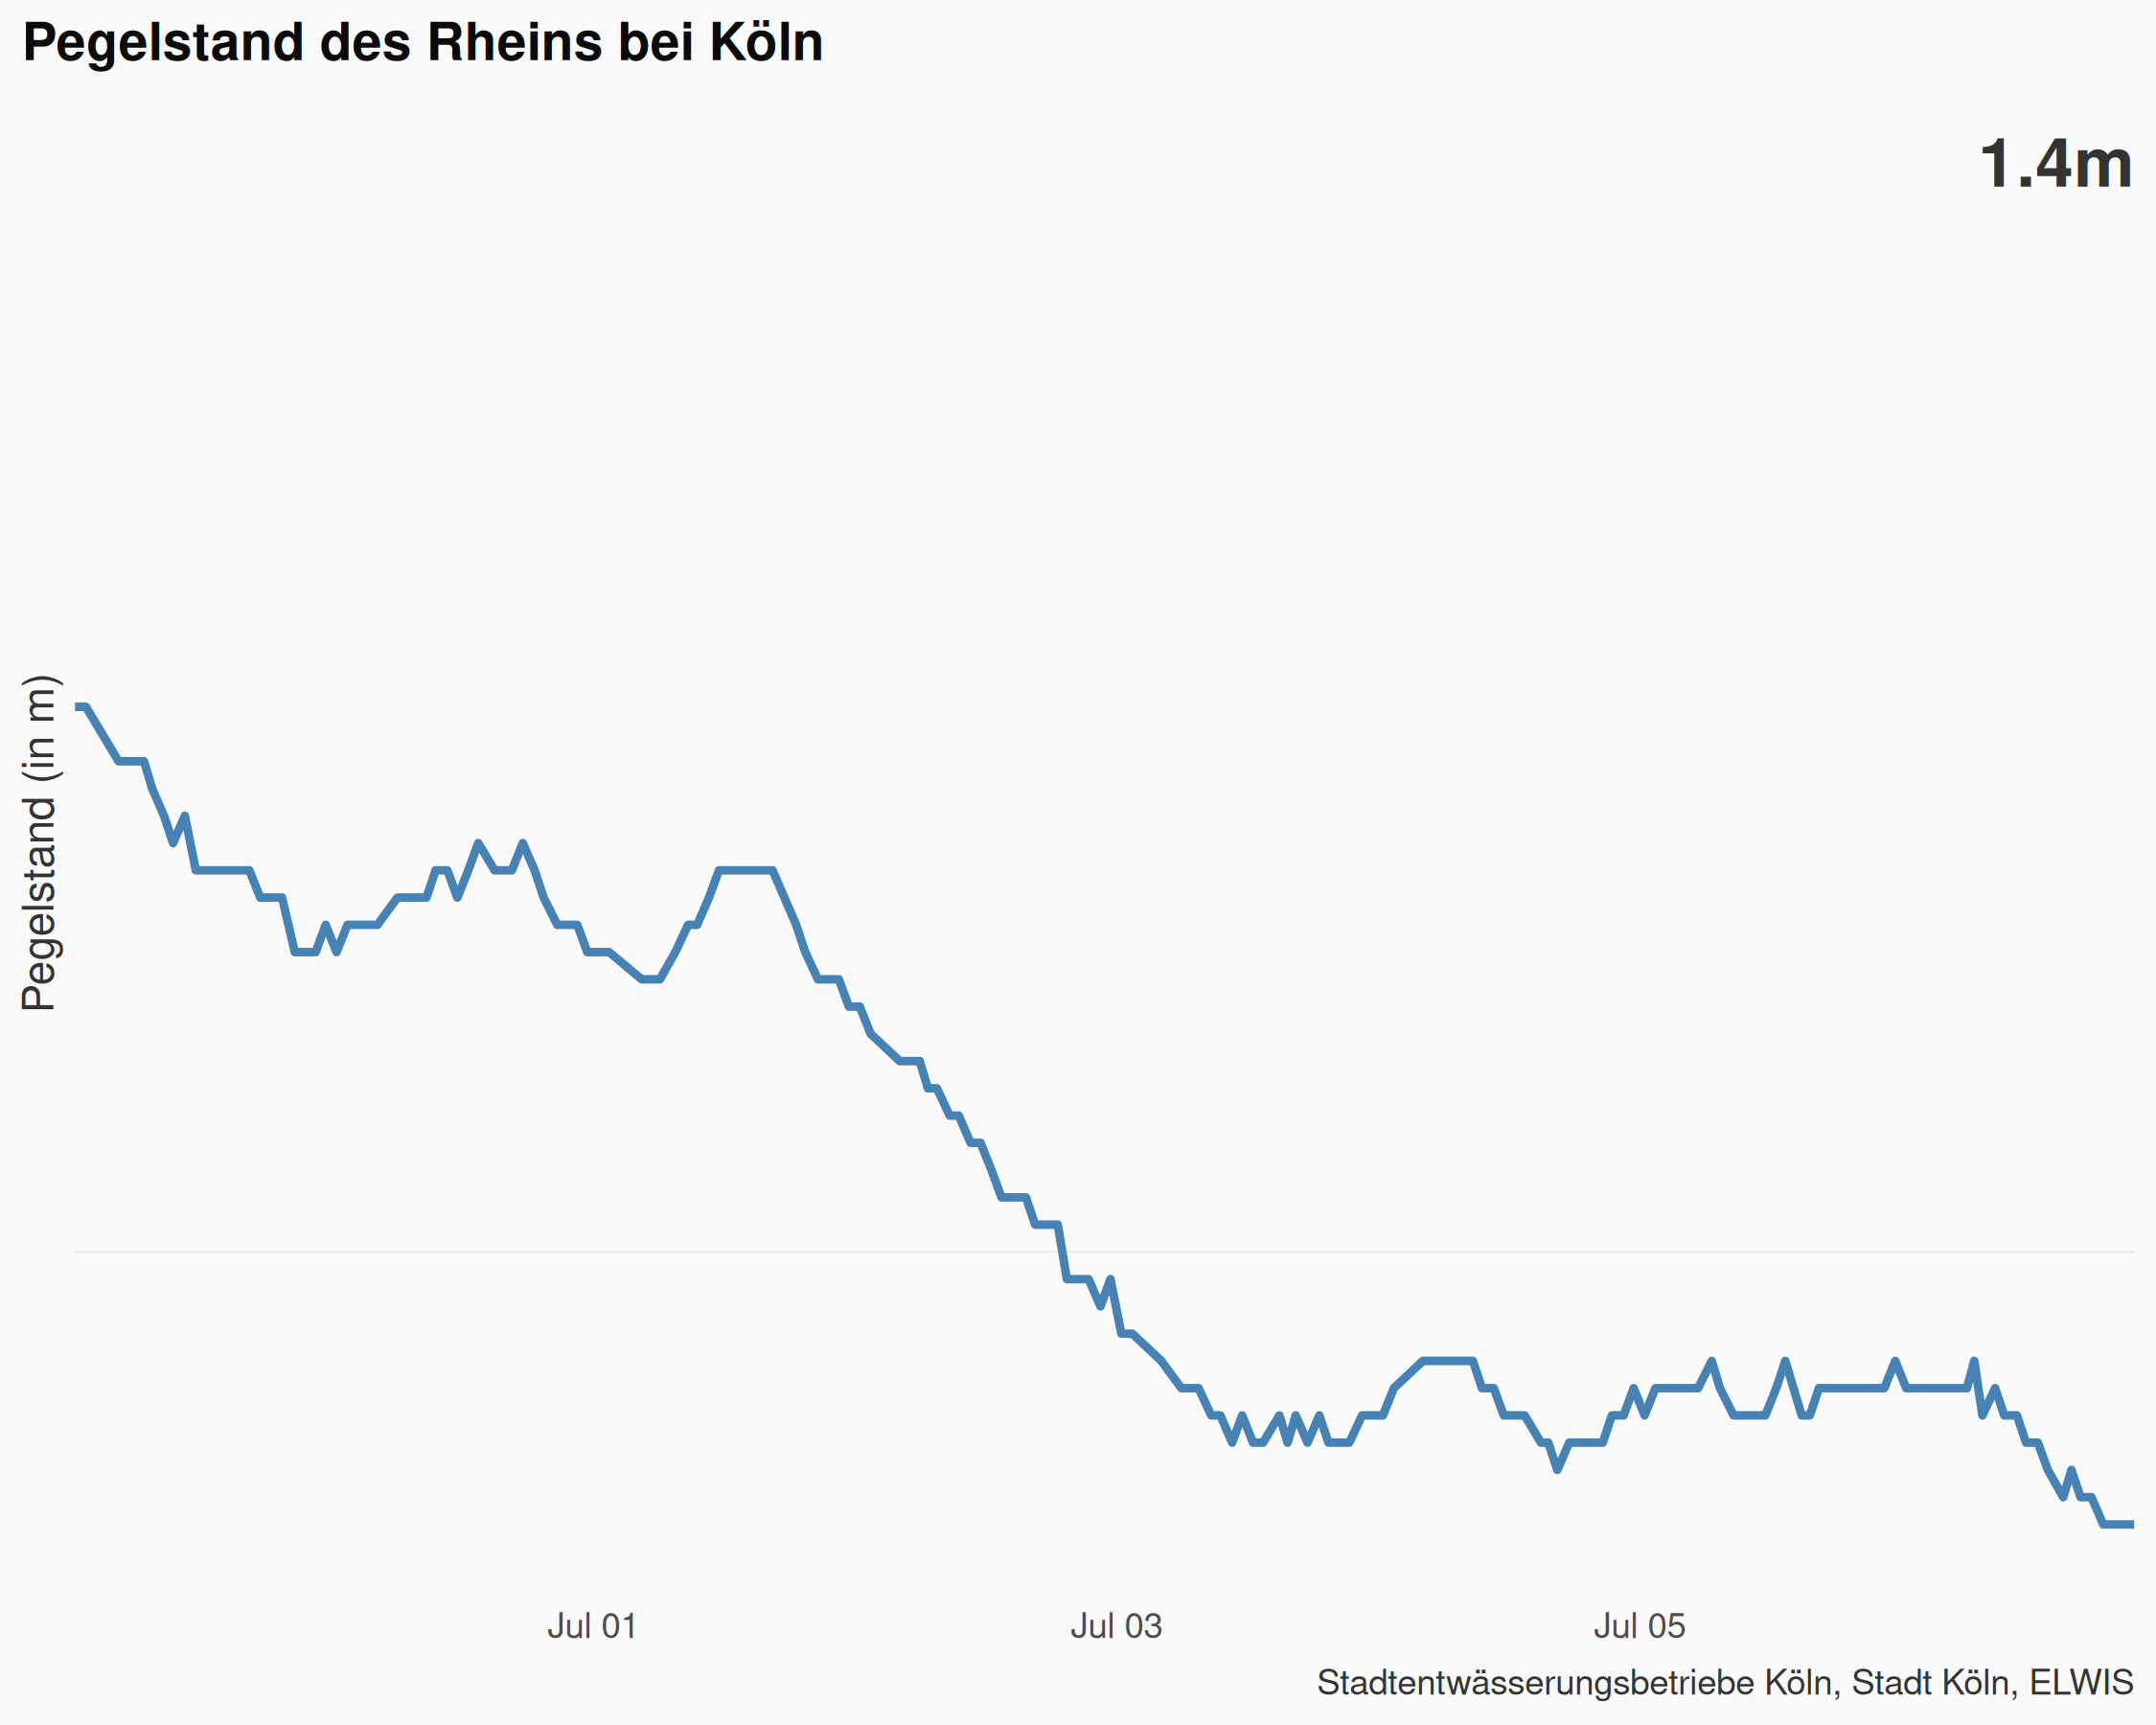 Pegelstand des Rheins bei Köln
1.4m
Pegelstand (in m)
Jul 01
Jul 03
Jul 05
Stadtentwässerungsbetriebe Köln, Stadt Köln, ELWIS